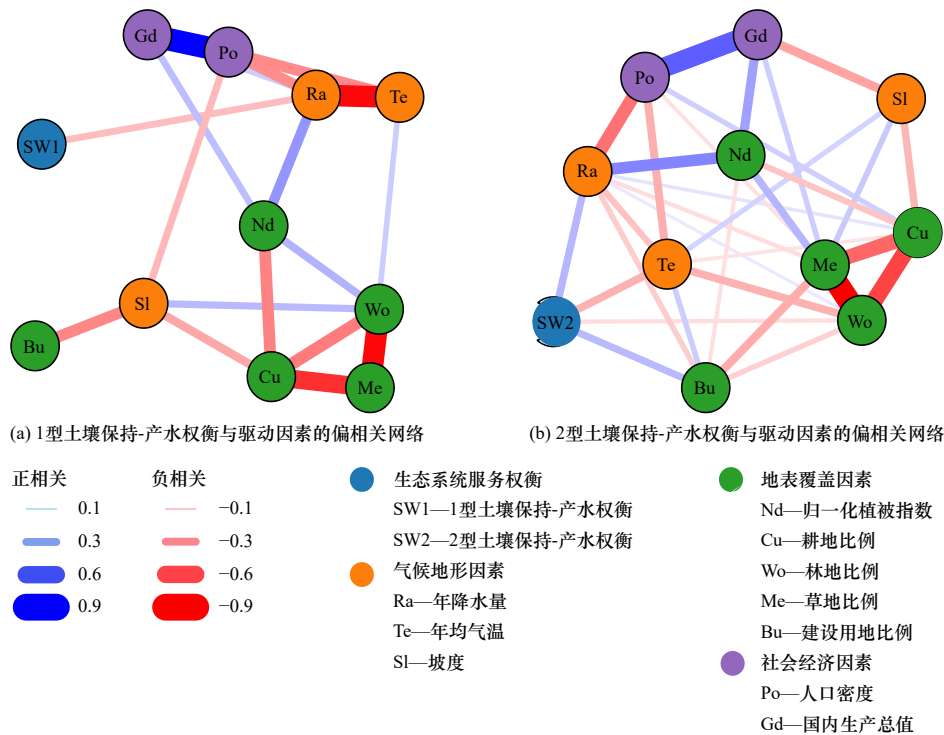 Gd
Po
Ra
Te
SW1
Nd
Sl
Wo
Bu
Cu
Me
(a) 1型土壤保持-产水权衡与驱动因素的偏相关网络
Gd
Po
Sl
Nd
Ra
Cu
Te
Me
SW2
Wo
Bu
(b) 2型土壤保持-产水权衡与驱动因素的偏相关网络
正相关
0.1
0.3
0.6
0.9
负相关
−0.1
−0.3
−0.6
−0.9
生态系统服务权衡
SW1—1型土壤保持-产水权衡
SW2—2型土壤保持-产水权衡
气候地形因素
Ra—年降水量
Te—年均气温
Sl—坡度
地表覆盖因素
Nd—归一化植被指数
Cu—耕地比例
Wo—林地比例
Me—草地比例
Bu—建设用地比例
社会经济因素
Po—人口密度
Gd—国内生产总值